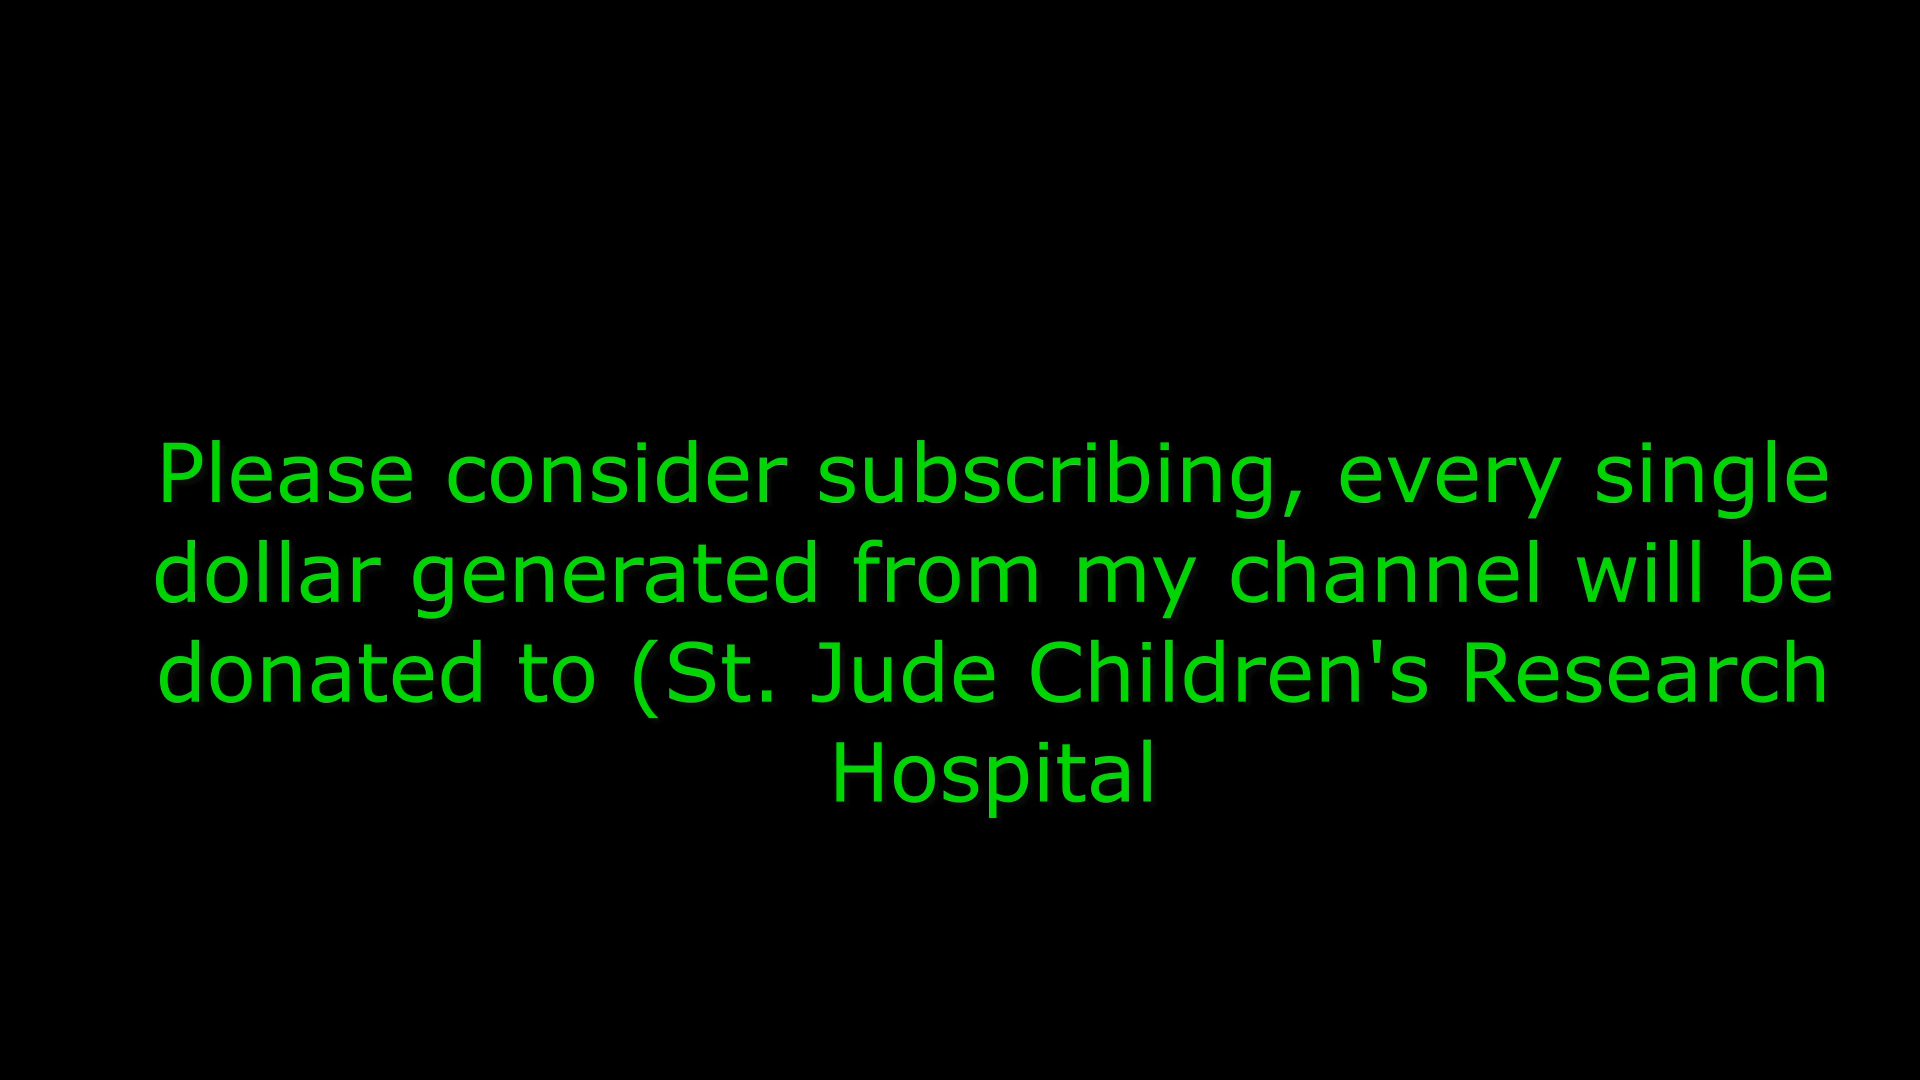 Please consider subscribing, every single
dollar generated from my channel will be
donated to (St. Jude Children's Research
Hospital